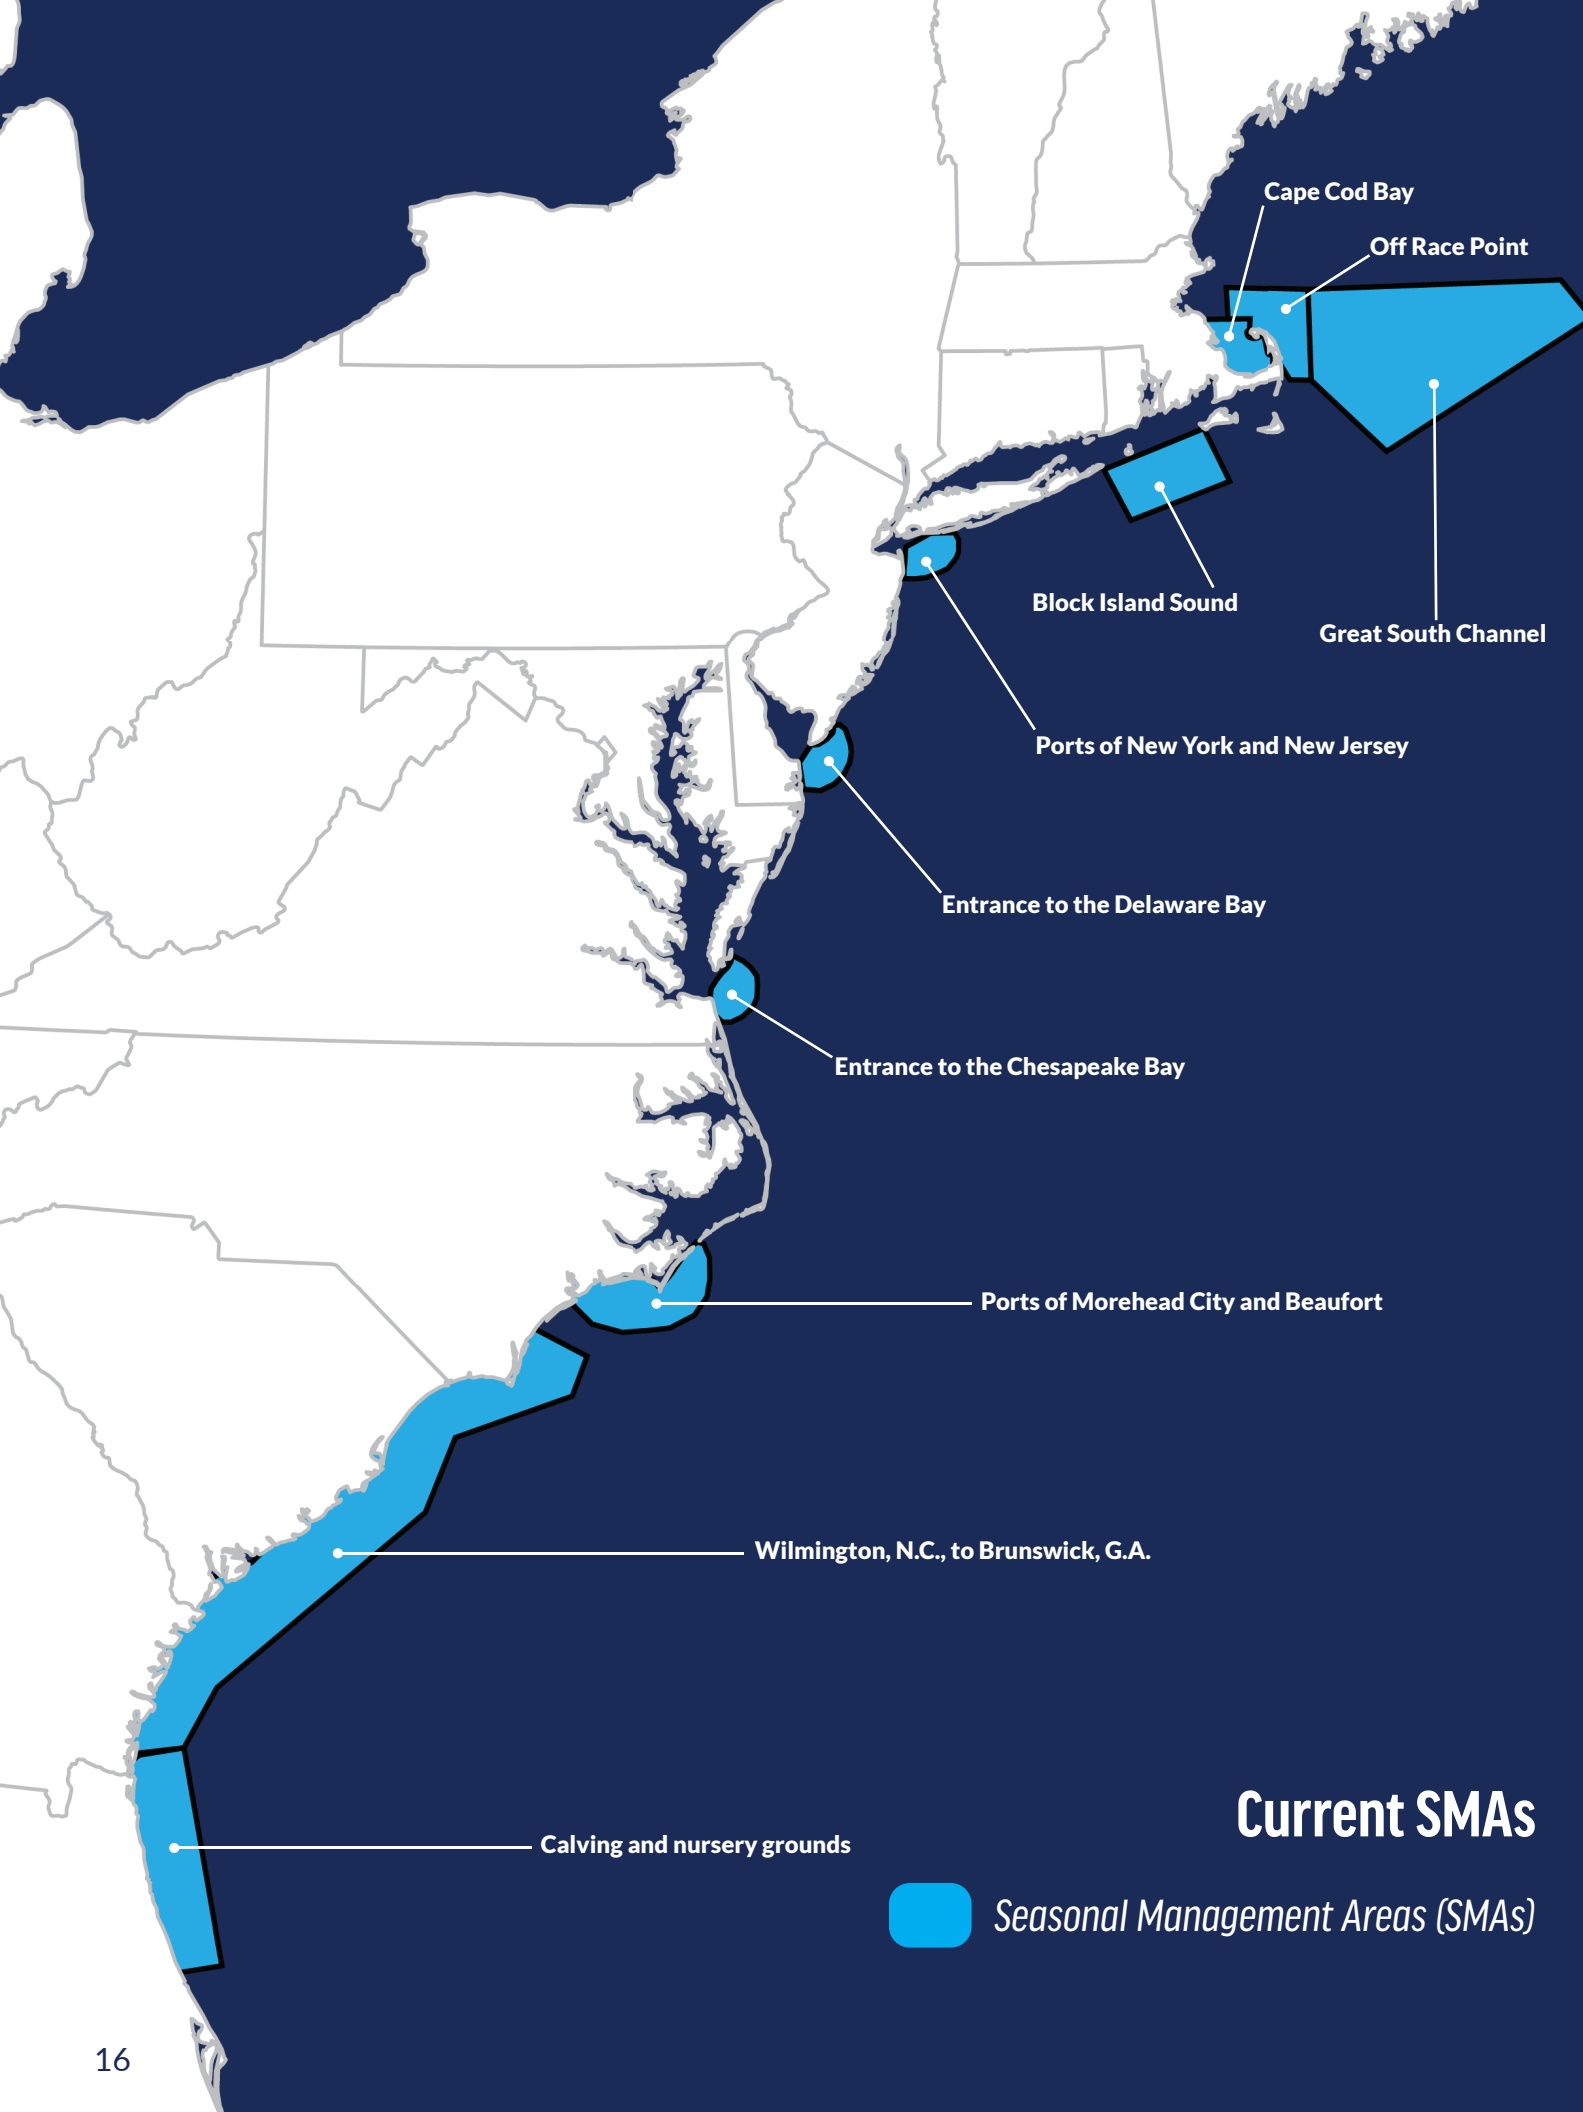 Cape Cod Bay
Off Race Point
Block Island Sound
Great South Channel
Ports of New York and New Jersey
Entrance to the Delaware Bay
Entrance to the Chesapeake Bay
Ports of Morehead City and Beaufort
Wilmington, N.C., to Brunswick, G.A.
Current SMAs
Calving and nursery grounds
Seasonal Management Areas (SMAs)
16